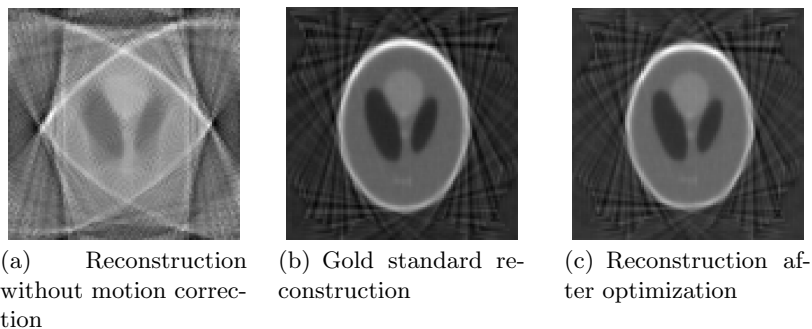 (a) Reconstruction
without motion correc-
tion
(b) Gold standard re-
construction
(c) Reconstruction af-
ter optimization